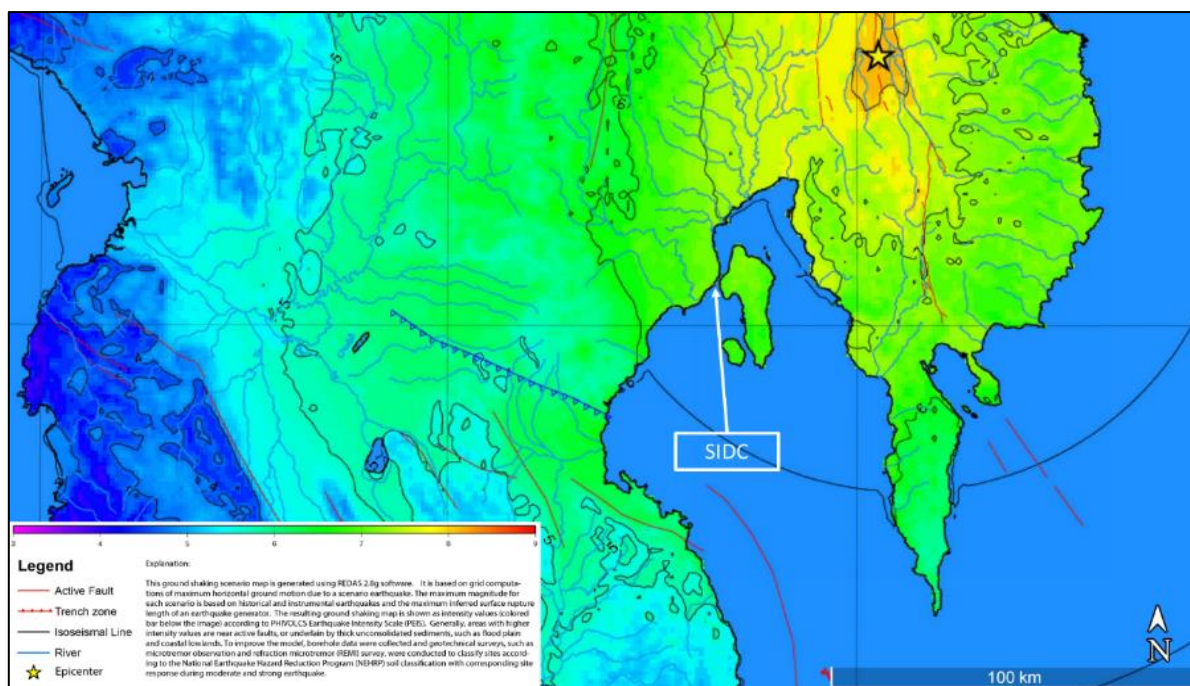 5
6
SIDC
5
3 4 5 6 7 8 9
Legend
Active Fault
Trench zone
Isoseismal Line
River
Epicenter
Explanation:
This ground shaking scenario map is generated using REDAS 2.8g software. It is based on grid computa-
tions of maximum horizontal ground motion due to a scenario earthquake. The maximum magnitude for
each scenario is based on historical and instrumental earthquakes and the maximum inferred surface rupture
length of an earthquake generator. The resulting ground shaking map is shown as intensity values (colored
bar below the image) according to PHIVOLCS Earthquake Intensity Scale (PEIS). Generally, areas with higher
intensity values are near active faults, or underlain by thick unconsolidated sediments, such as flood plain
and coastal low lands. To improve the model, borehole data were collected and geotechnical surveys, such as
microtremor observation and refraction microtremor (REMI) survey, were conducted to classify sites accord-
ing to the National Earthquake Hazard Reduction Program (NEHRP) soil classification with corresponding site
response during moderate and strong earthquake.
N
100 km